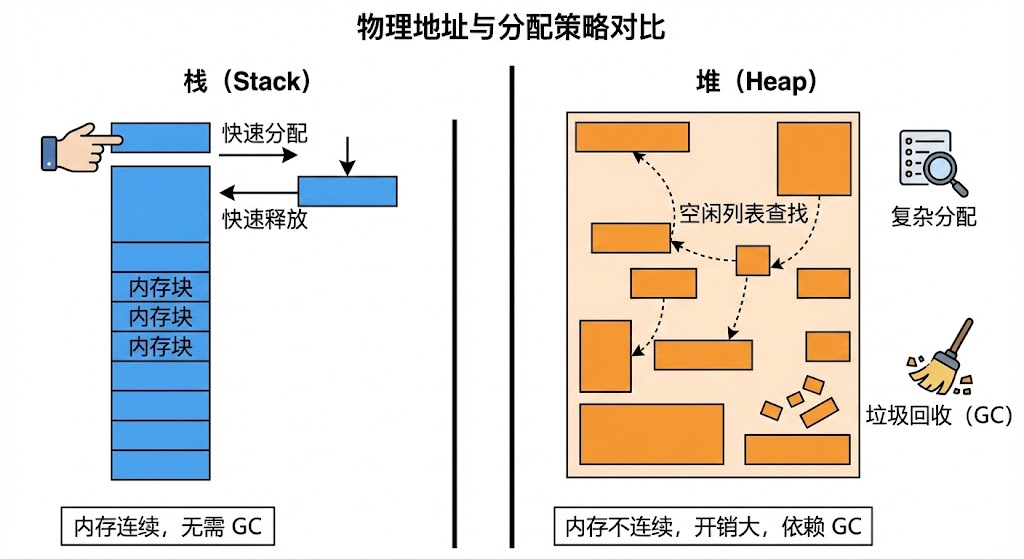 物理地址与分配策略对比
栈（Stack）
快速分配
快速释放
内存块
内存块
内存块
内存连续，无需 GC
堆（Heap）
空闲列表查找
复杂分配
垃圾回收（GC）
内存不连续，开销大，依赖 GC